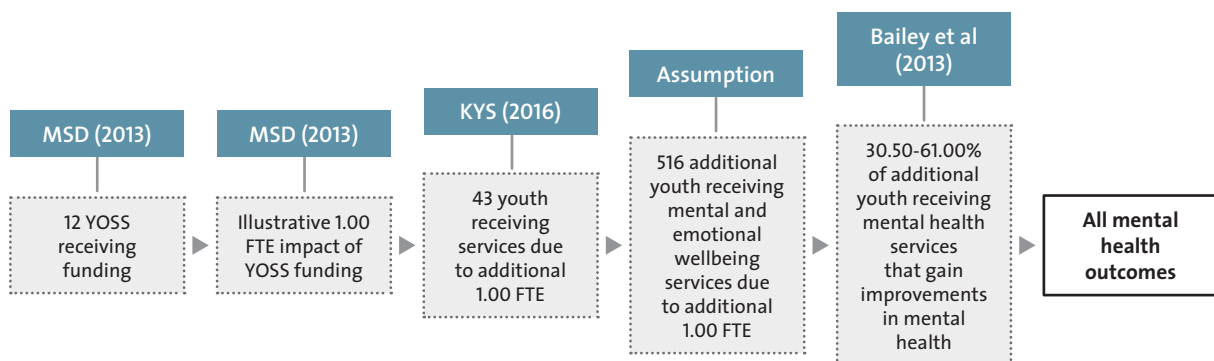 MSD (2013)
12 YOSS
receiving
funding
MSD (2013)
Illustrative 1.00
FTE impact of
YOSS funding
KYS (2016)
43 youth
receiving
services due
to additional
1.00 FTE
Assumption
516 additional
youth receiving
mental and
emotional
wellbeing
services due
to additional
1.00 FTE
Bailey et al
(2013)
30.50-61.00%
of additional
youth receiving
mental health
services
that gain
improvements
in mental
health
All mental
health
outcomes